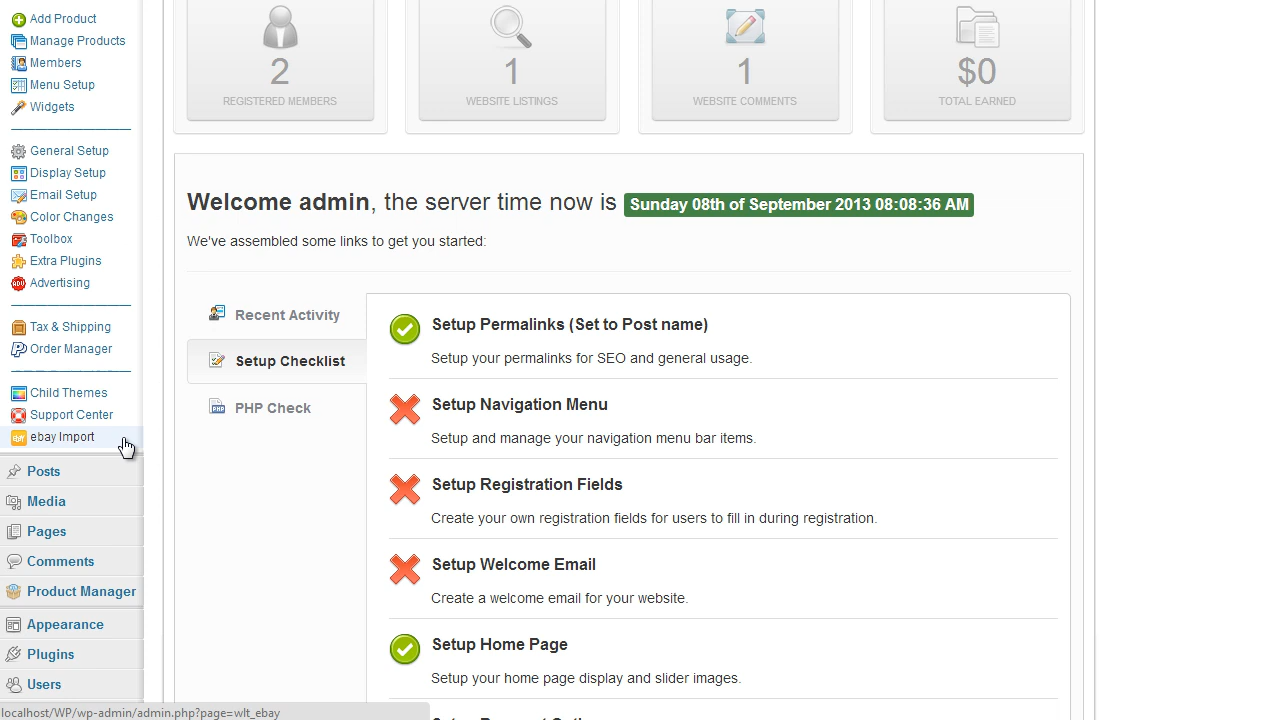 Add Product
Manage Products
Members
Menu Setup
Widgets
General Setup
Display Setup
Email Setup
Color Changes
Toolbox
Extra Plugins
Advertising
Tax & Shipping
Order Manager
Child Themes
Support Center
ebay Import
Posts
Media
Pages
Comments
Product Manager
Appearance
Plugins
Users
localhost/WP/wp-admin/admin.php?page=wlt_ebay
2
REGISTERED MEMBERS
1
WEBSITE LISTINGS
1
WEBSITE COMMENTS
$0
TOTAL EARNED
Welcome admin, the server time now is Sunday 08th of September 2013 08:08:36 AM
We've assembled some links to get you started:
Recent Activity
Setup Checklist
PHP Check
Setup Permalinks (Set to Post name)
Setup your permalinks for SEO and general usage.
Setup Navigation Menu
Setup and manage your navigation menu bar items.
Setup Registration Fields
Create your own registration fields for users to fill in during registration.
Setup Welcome Email
Create a welcome email for your website.
Setup Home Page
Setup your home page display and slider images.